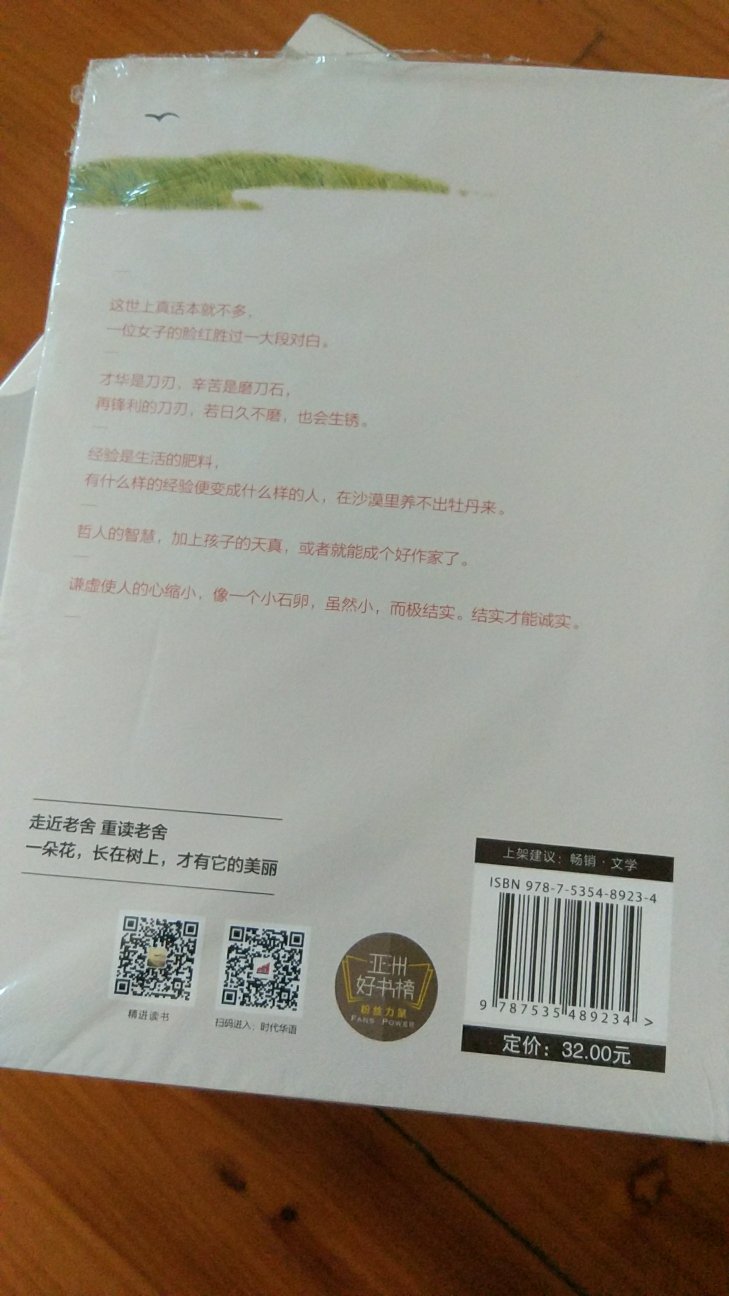 这世上真话本就不多，
一位女子的脸红胜过一大段对白。
才华是刀刃，辛苦是磨刀石，
再锋利的刀刃，若日久不磨，也会生锈。
经验是生活的肥料，
有什么样的经验便变成什么样的人，在沙漠里养不出牡丹来。
哲人的智慧，加上孩子的天真，或者就能成个好作家了。
谦虚使人的心缩小，像一个小石卵，虽然小，而极结实。结实才能诚实。
走近老舍 重读老舍
一朵花，长在树上，才有它的美丽
精进读书
扫码进入：时代华语
亚洲
好书榜
粉丝力量
FANS POWER
上架建议：畅销·文学
ISBN 978-7-5354-8923-4
9 787535 489234 >
定价：32.00元